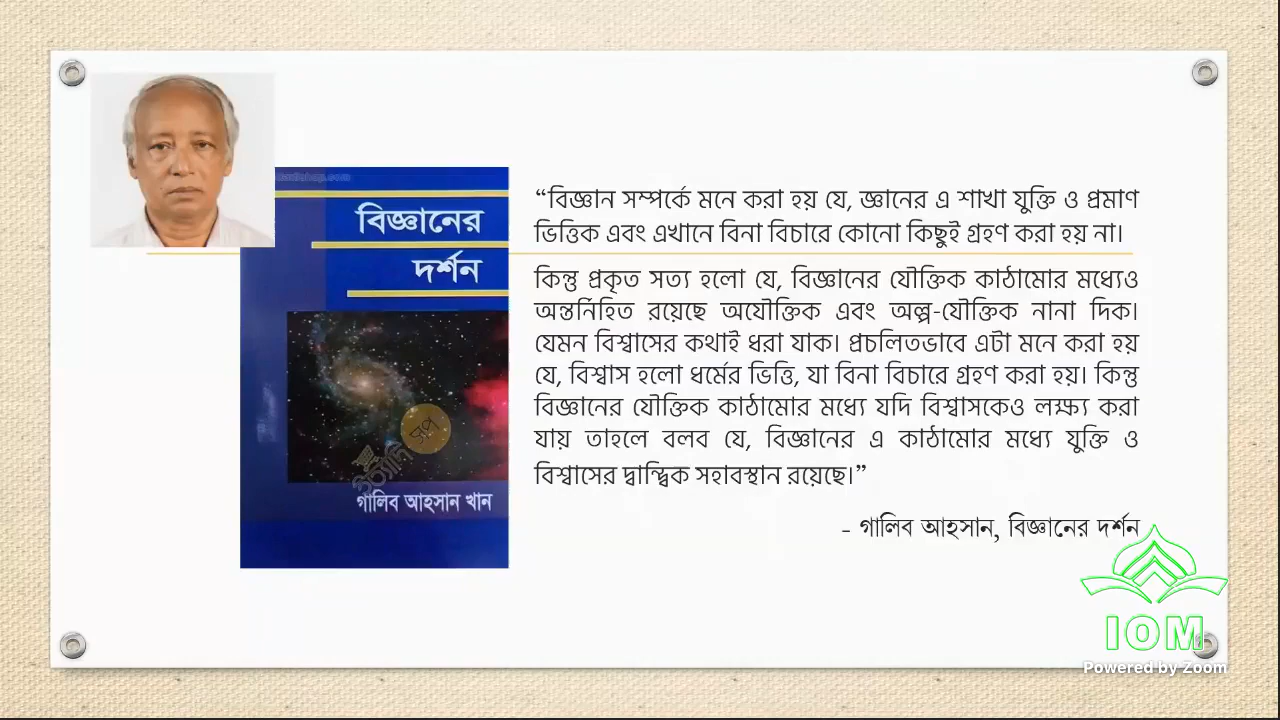 বিজ্ঞানের
দর্শন
গালিব আহসান খান
“বিজ্ঞান সম্পর্কে মনে করা হয় যে, জ্ঞানের এ শাখা যুক্তি ও প্রমাণ
ভিত্তিক এবং এখানে বিনা বিচারে কোনো কিছুই গ্রহণ করা হয় না।
কিন্তু প্রকৃত সত্য হলো যে, বিজ্ঞানের যৌক্তিক কাঠামোর মধ্যেও
অন্তর্নিহিত রয়েছে অযৌক্তিক এবং অল্প-যৌক্তিক নানা দিক।
যেমন বিশ্বাসের কথাই ধরা যাক। প্রচলিতভাবে এটা মনে করা হয়
যে, বিশ্বাস হলো ধর্মের ভিত্তি, যা বিনা বিচারে গ্রহণ করা হয়। কিন্তু
বিজ্ঞানের যৌক্তিক কাঠামোর মধ্যে যদি বিশ্বাসকেও লক্ষ্য করা
যায় তাহলে বলব যে, বিজ্ঞানের এ কাঠামোর মধ্যে যুক্তি ও
বিশ্বাসের দ্বান্দ্বিক সহাবস্থান রয়েছে।”
- গালিব আহসান, বিজ্ঞানের দর্শন
IOM
Powered by Zoom